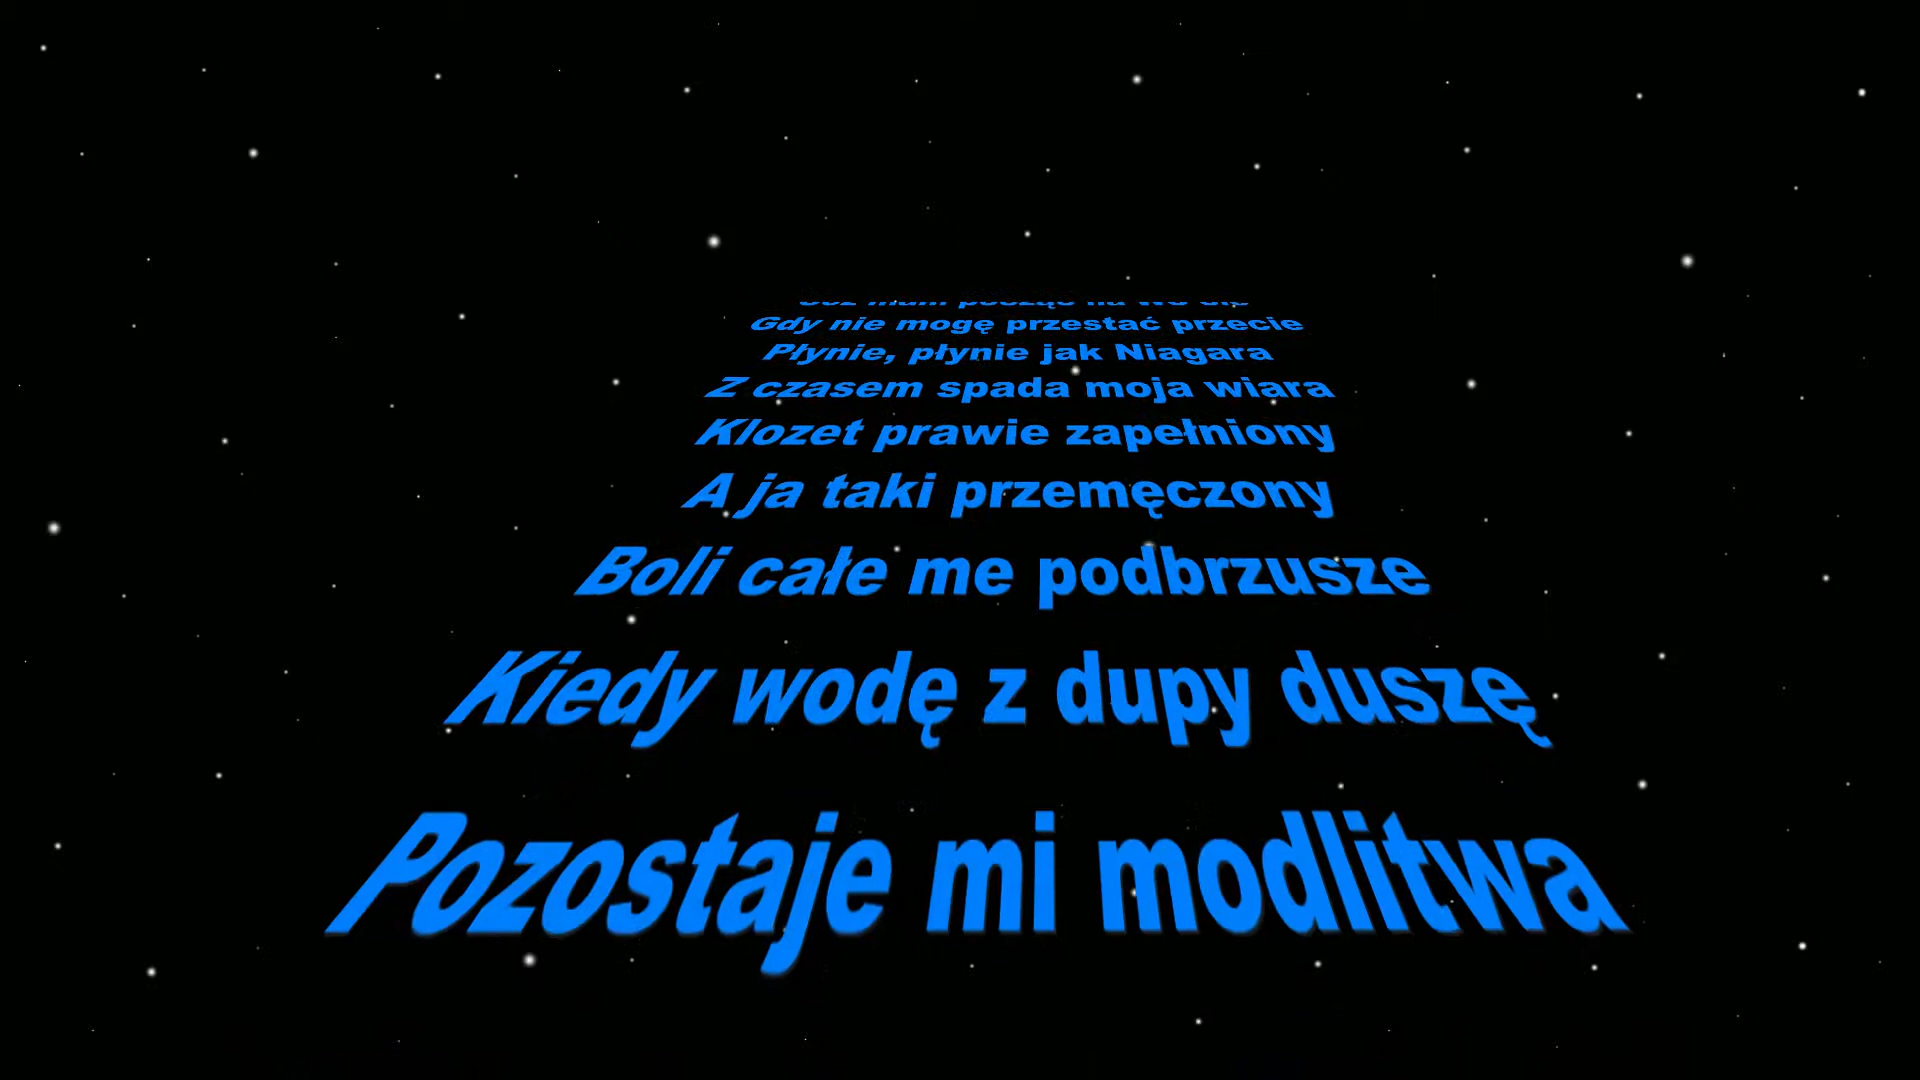 Gdy nie mogę przestać przecie
Płynie, płynie jak Niagara
Z czasem spada moja wiara
Klozet prawie zapełniony
A ja taki przemęczony
Boli całe me podbrzusze
Kiedy wodę z dupy duszę
Pozostaje mi modlitwa